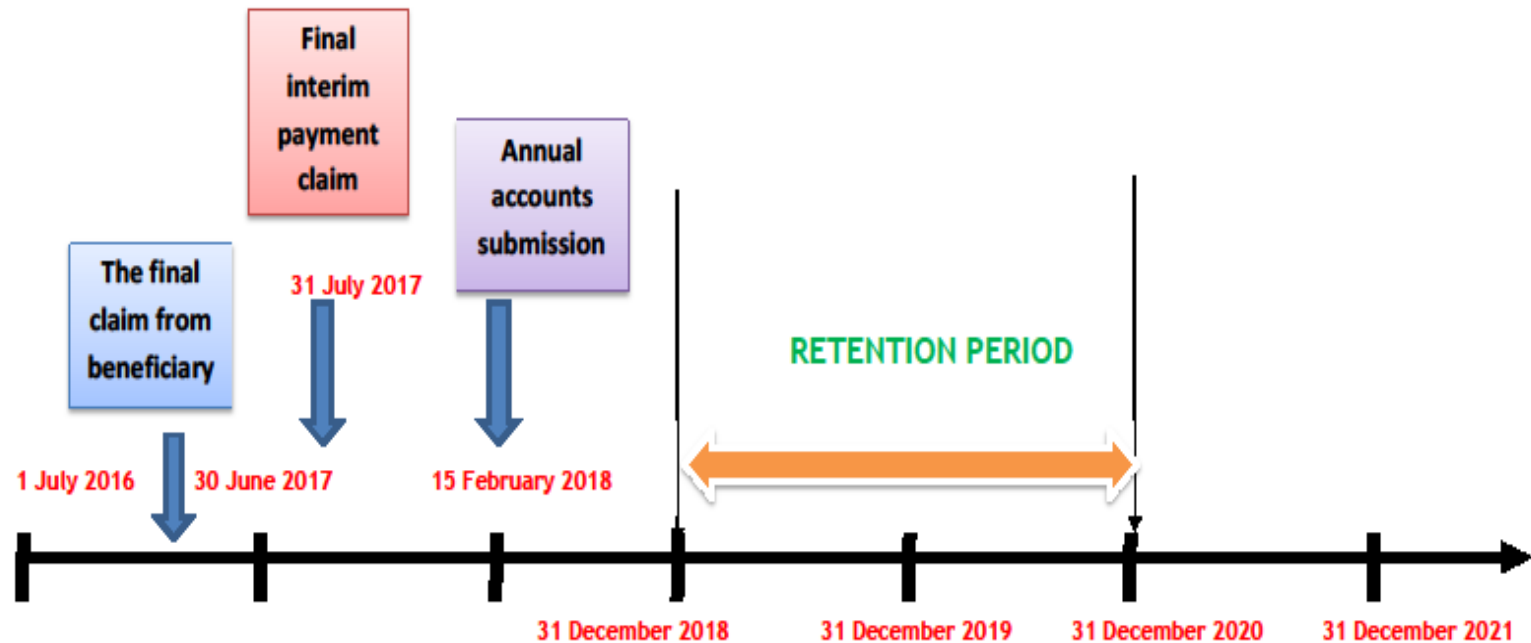 Final
interim
payment
claim
Annual
accounts
submission
The final
claim from
beneficiary
31 July 2017
RETENTION PERIOD
1 July 2016
30 June 2017
15 February 2018
31 December 2018
31 December 2019
31 December 2020
31 December 2021